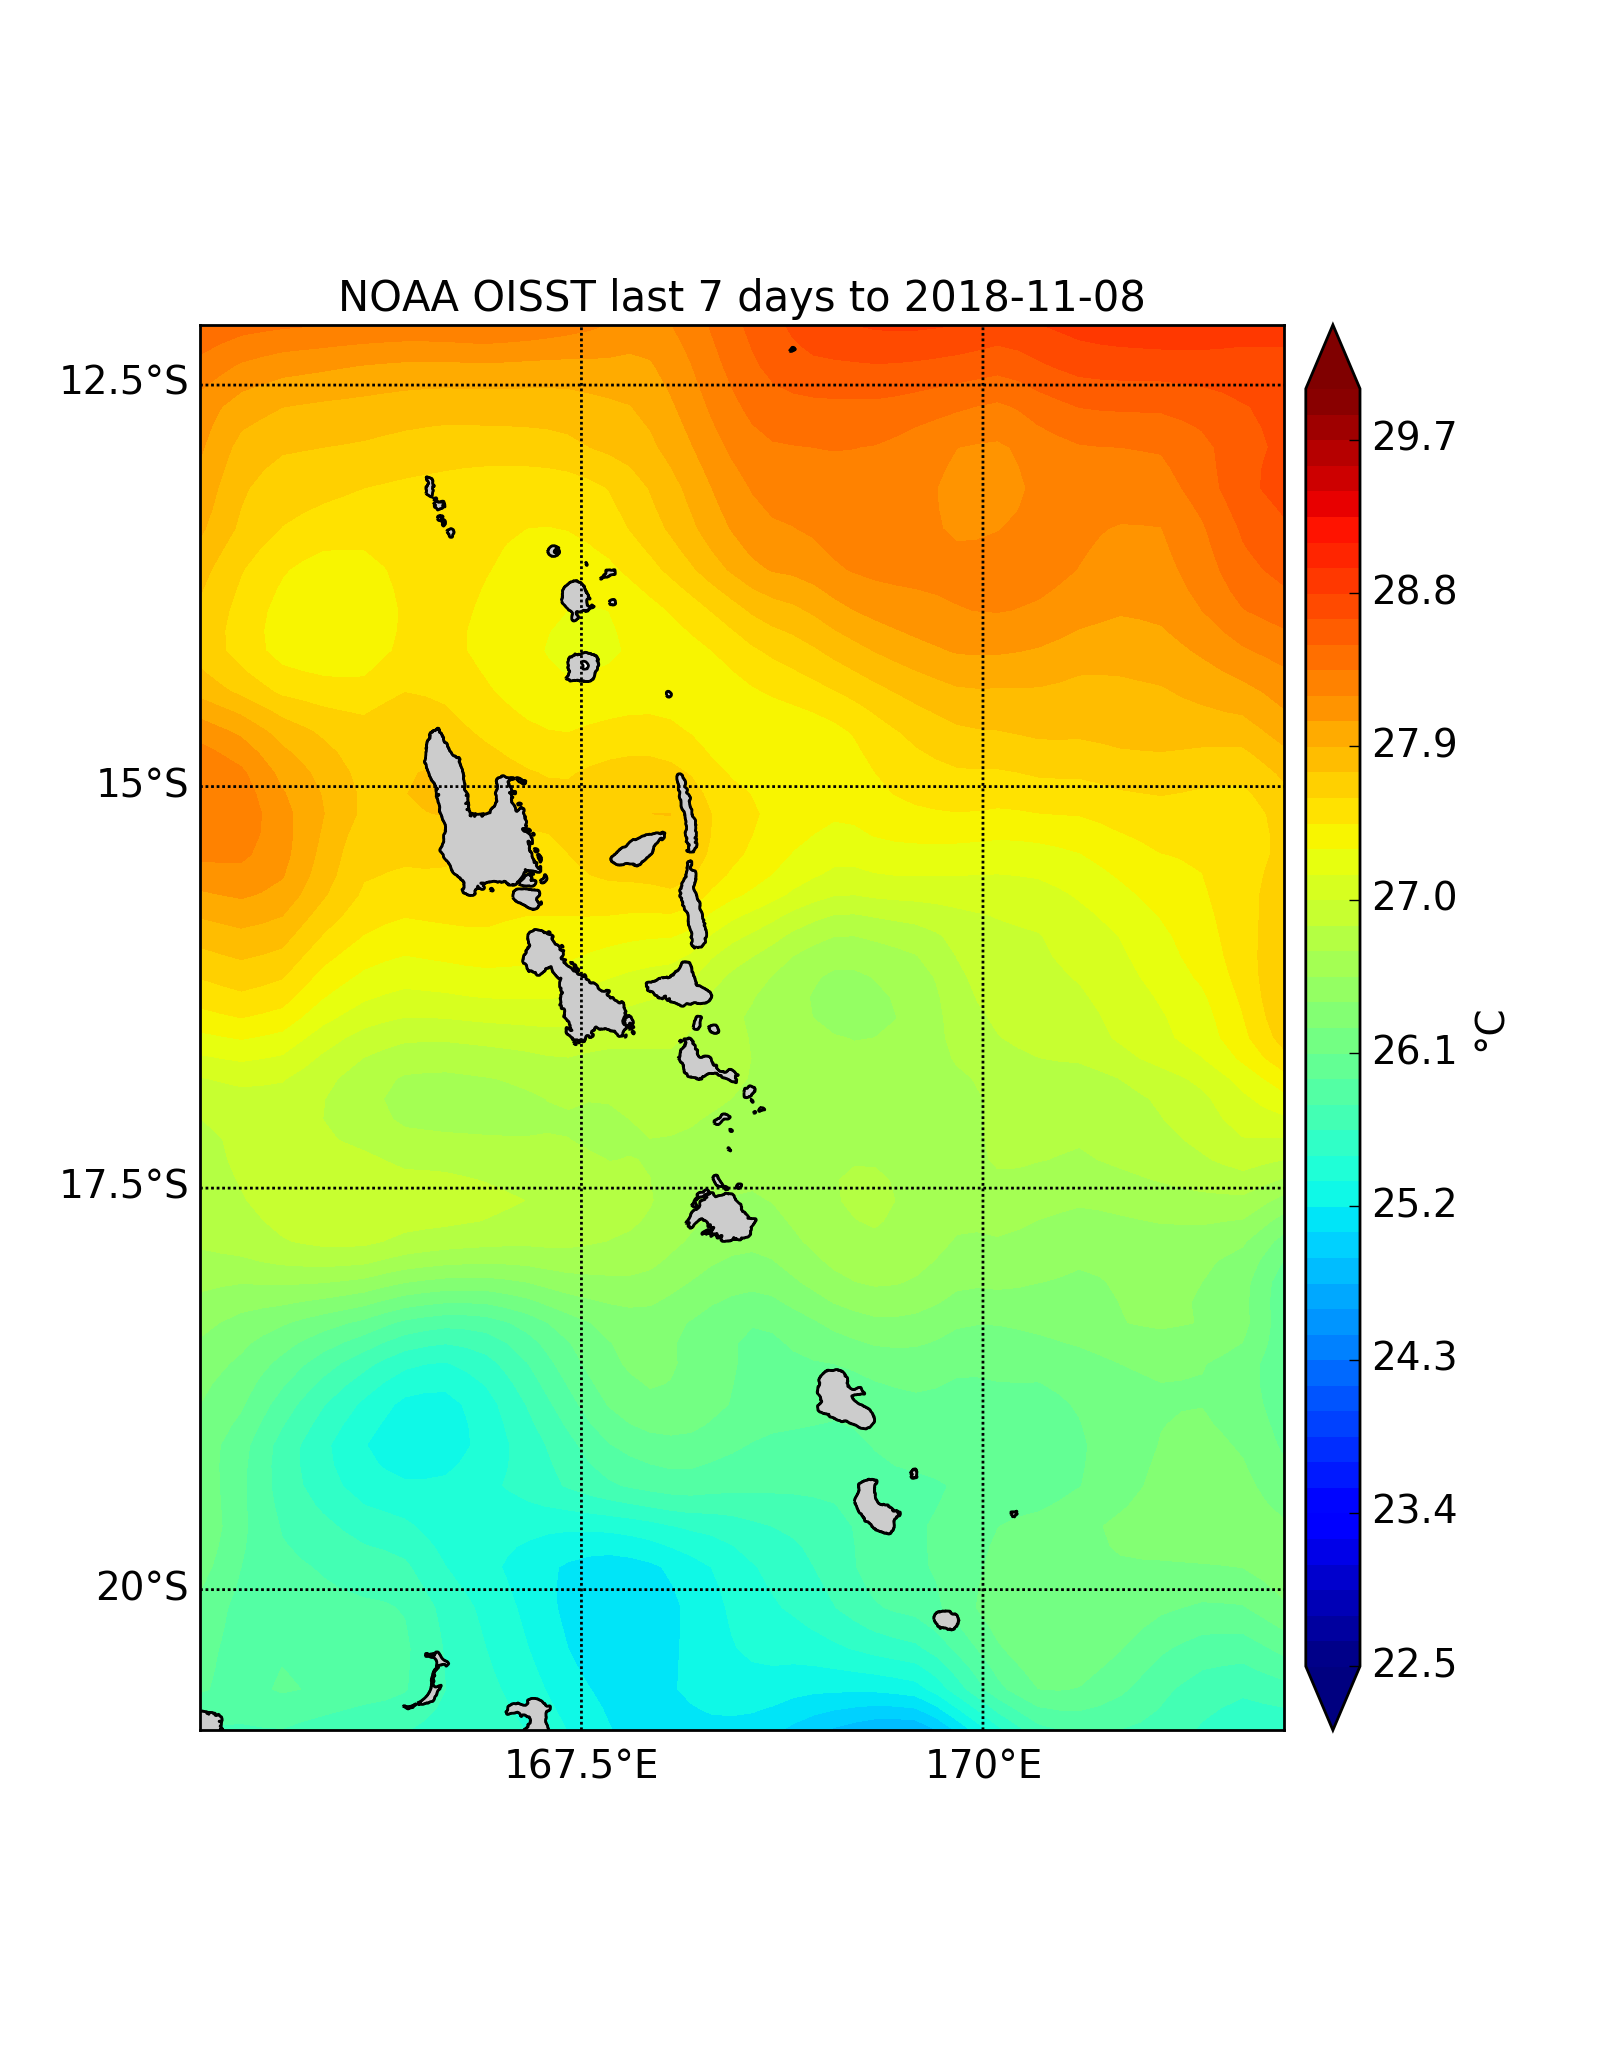 NOAA OISST last 7 days to 2018-11-08
12.5°S
15°S
17.5°S
20°S
167.5°E
170°E
29.7
28.8
27.9
27.0
26.1
25.2
24.3
23.4
22.5
°C